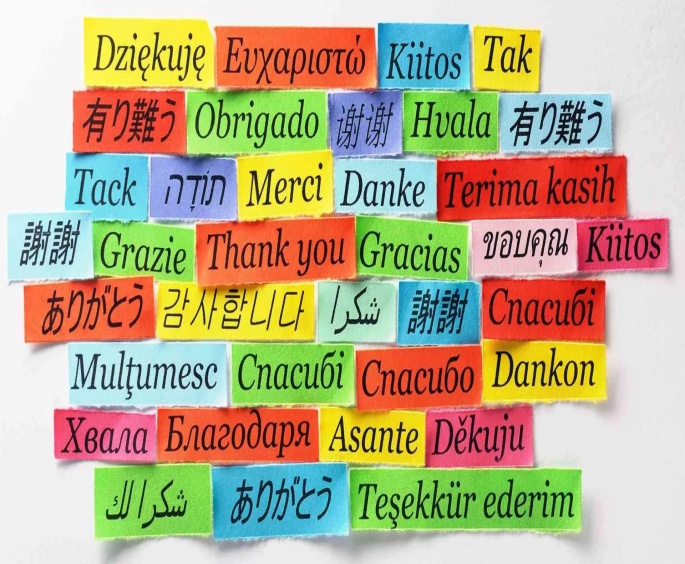 Dziękuję Ευχαριστώ Kiitos Tak
有り難う Obrigado 谢谢 Hvala 有り難う
Tack תּוֹדָה Merci Danke Terima kasih
謝謝 Grazie Thank you Gracias ขอบคุณ Kiitos
ありがとう 감사합니다 شكرا 謝謝 Спасибі
Mulţumesc Спасибі Спасибо Dankon
Хвала Благодаря Asante Děkuju
شكرا لك ありがとう Teşekkür ederim